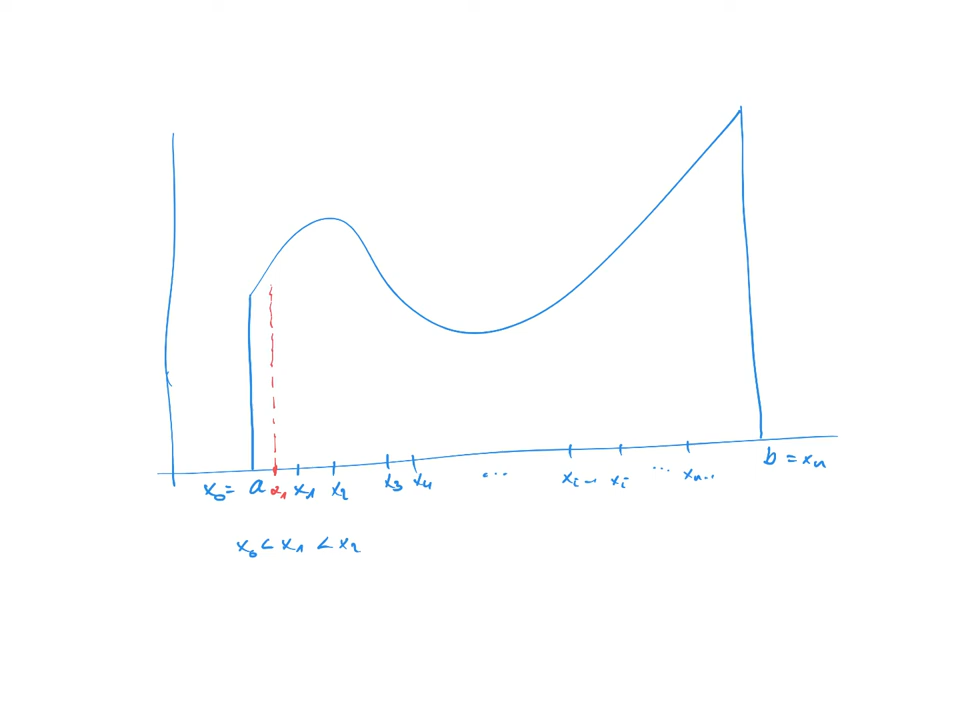 x₀ = a α₁ x₁ x₂ x₃ x₄ ... xᵢ₋₁ xᵢ ... xₙ₋₁ b = xₙ
x₀ < x₁ < x₂